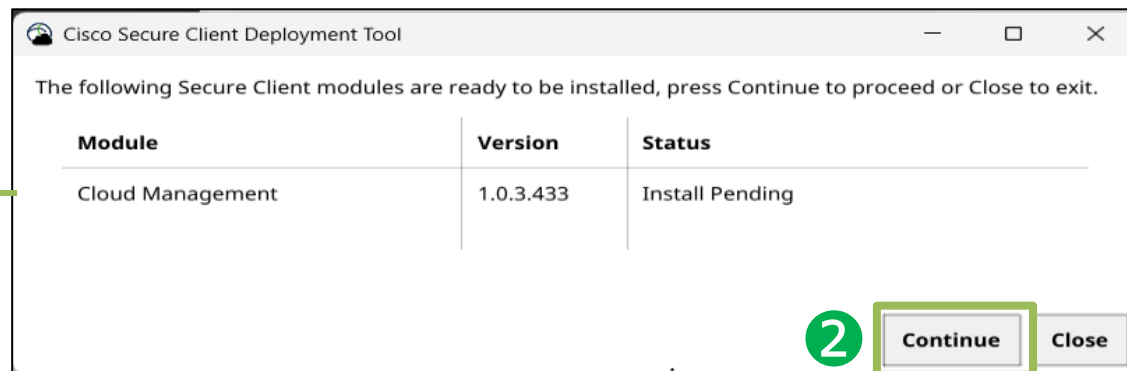 Cisco Secure Client Deployment Tool
The following Secure Client modules are ready to be installed, press Continue to proceed or Close to exit.
Module Version Status
Cloud Management 1.0.3.433 Install Pending
2 Continue Close